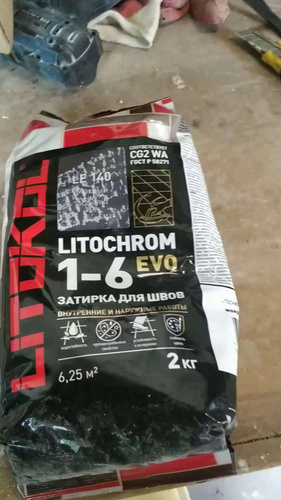 LITOKOL
СООТВЕТСТВУЕТ
CG2 WA
ГОСТ Р 58271
LE 140
LITOCHROM
1-6 EVO
ЗАТИРКА ДЛЯ ШВОВ
ВНУТРЕННИЕ И НАРУЖНЫЕ РАБОТЫ
6,25 м²
2 КГ